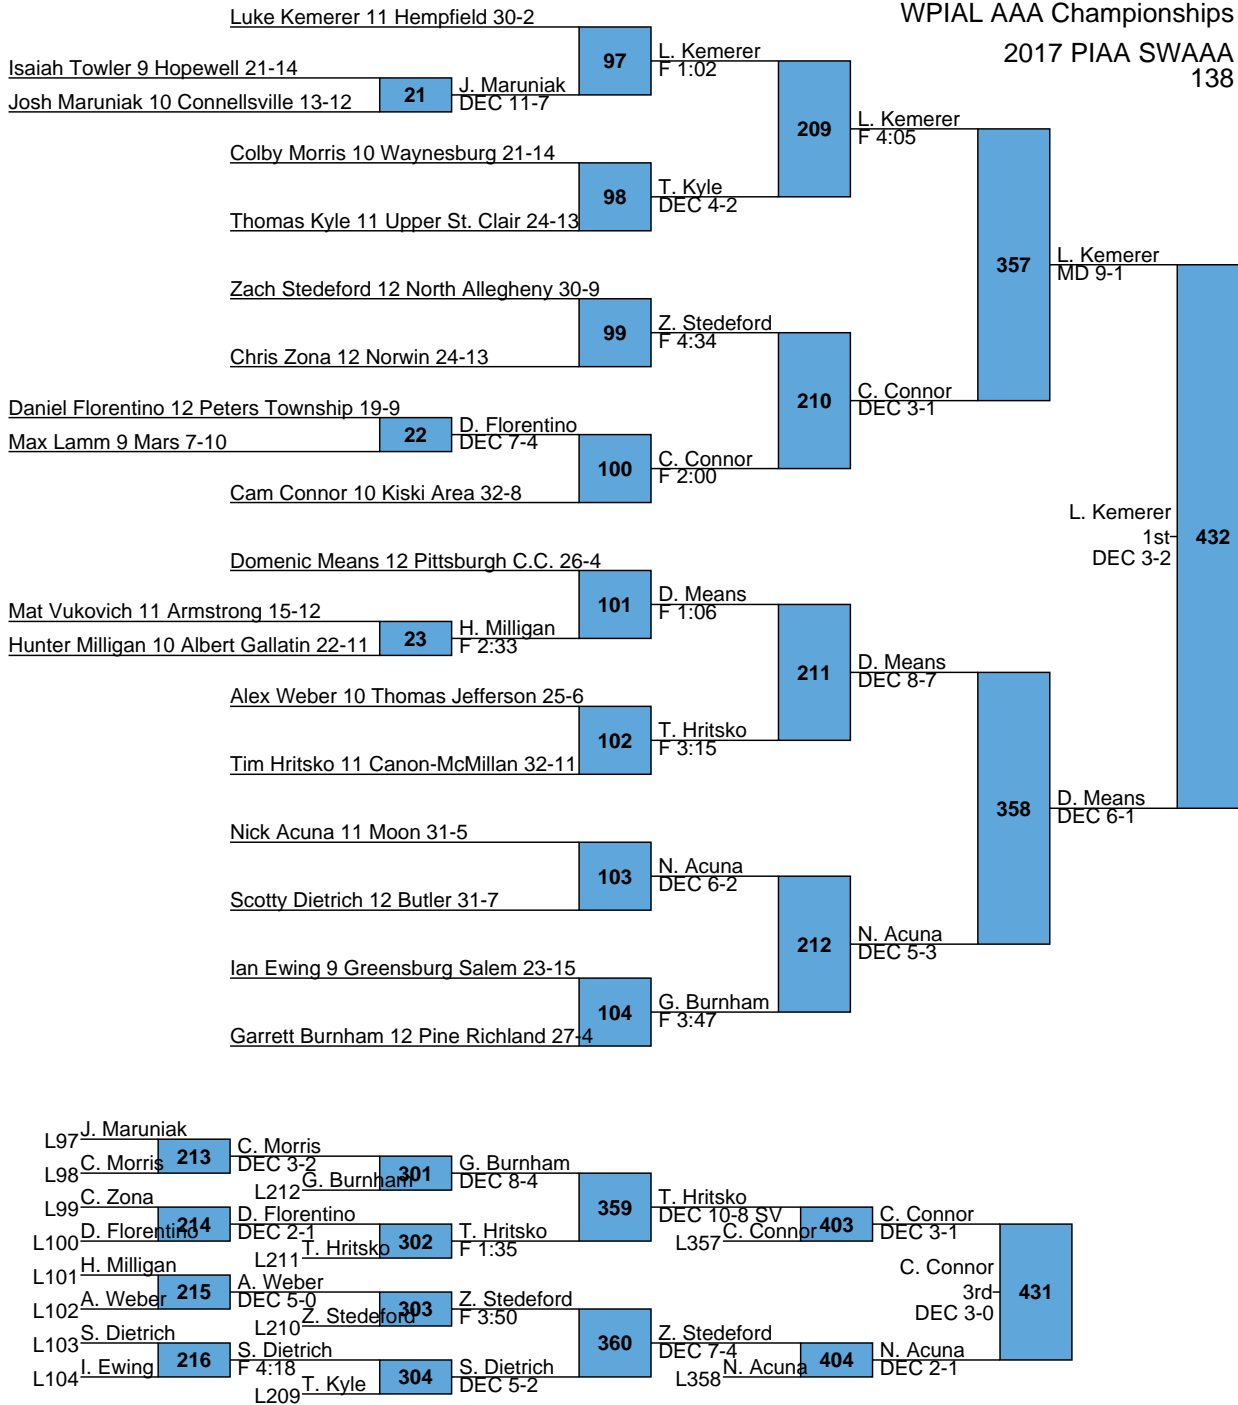 WPIAL AAA Championships
2017 PIAA SWAAA
138
Luke Kemerer 11 Hempfield 30-2
97
L. Kemerer
F 1:02
Isaiah Towler 9 Hopewell 21-14
21
J. Maruniak
DEC 11-7
Josh Maruniak 10 Connellsville 13-12
209
L. Kemerer
F 4:05
Colby Morris 10 Waynesburg 21-14
98
T. Kyle
DEC 4-2
Thomas Kyle 11 Upper St. Clair 24-13
357
L. Kemerer
MD 9-1
Zach Stedeford 12 North Allegheny 30-9
99
Z. Stedeford
F 4:34
Chris Zona 12 Norwin 24-13
210
C. Connor
DEC 3-1
Daniel Florentino 12 Peters Township 19-9
22
D. Florentino
DEC 7-4
Max Lamm 9 Mars 7-10
100
C. Connor
F 2:00
Cam Connor 10 Kiski Area 32-8
L. Kemerer
1st
DEC 3-2
432
Domenic Means 12 Pittsburgh C.C. 26-4
101
D. Means
F 1:06
Mat Vukovich 11 Armstrong 15-12
23
H. Milligan
F 2:33
Hunter Milligan 10 Albert Gallatin 22-11
211
D. Means
DEC 8-7
Alex Weber 10 Thomas Jefferson 25-6
102
T. Hritsko
F 3:15
Tim Hritsko 11 Canon-McMillan 32-11
358
D. Means
DEC 6-1
Nick Acuna 11 Moon 31-5
103
N. Acuna
DEC 6-2
Scotty Dietrich 12 Butler 31-7
212
N. Acuna
DEC 5-3
Ian Ewing 9 Greensburg Salem 23-15
104
G. Burnham
F 3:47
Garrett Burnham 12 Pine Richland 27-4
L97
J. Maruniak
213
C. Morris
DEC 3-2
L98
C. Morris
L212
G. Burnham
301
G. Burnham
DEC 8-4
L99
C. Zona
214
D. Florentino
DEC 2-1
L100
D. Florentino
L211
T. Hritsko
302
T. Hritsko
F 1:35
359
T. Hritsko
DEC 10-8 SV
L357
C. Connor
403
C. Connor
DEC 3-1
L101
H. Milligan
215
A. Weber
DEC 5-0
L102
A. Weber
L210
Z. Stedeford
303
Z. Stedeford
F 3:50
C. Connor
3rd
DEC 3-0
431
L103
S. Dietrich
216
S. Dietrich
F 4:18
L104
I. Ewing
L209
T. Kyle
304
S. Dietrich
DEC 5-2
360
Z. Stedeford
DEC 7-4
L358
N. Acuna
404
N. Acuna
DEC 2-1